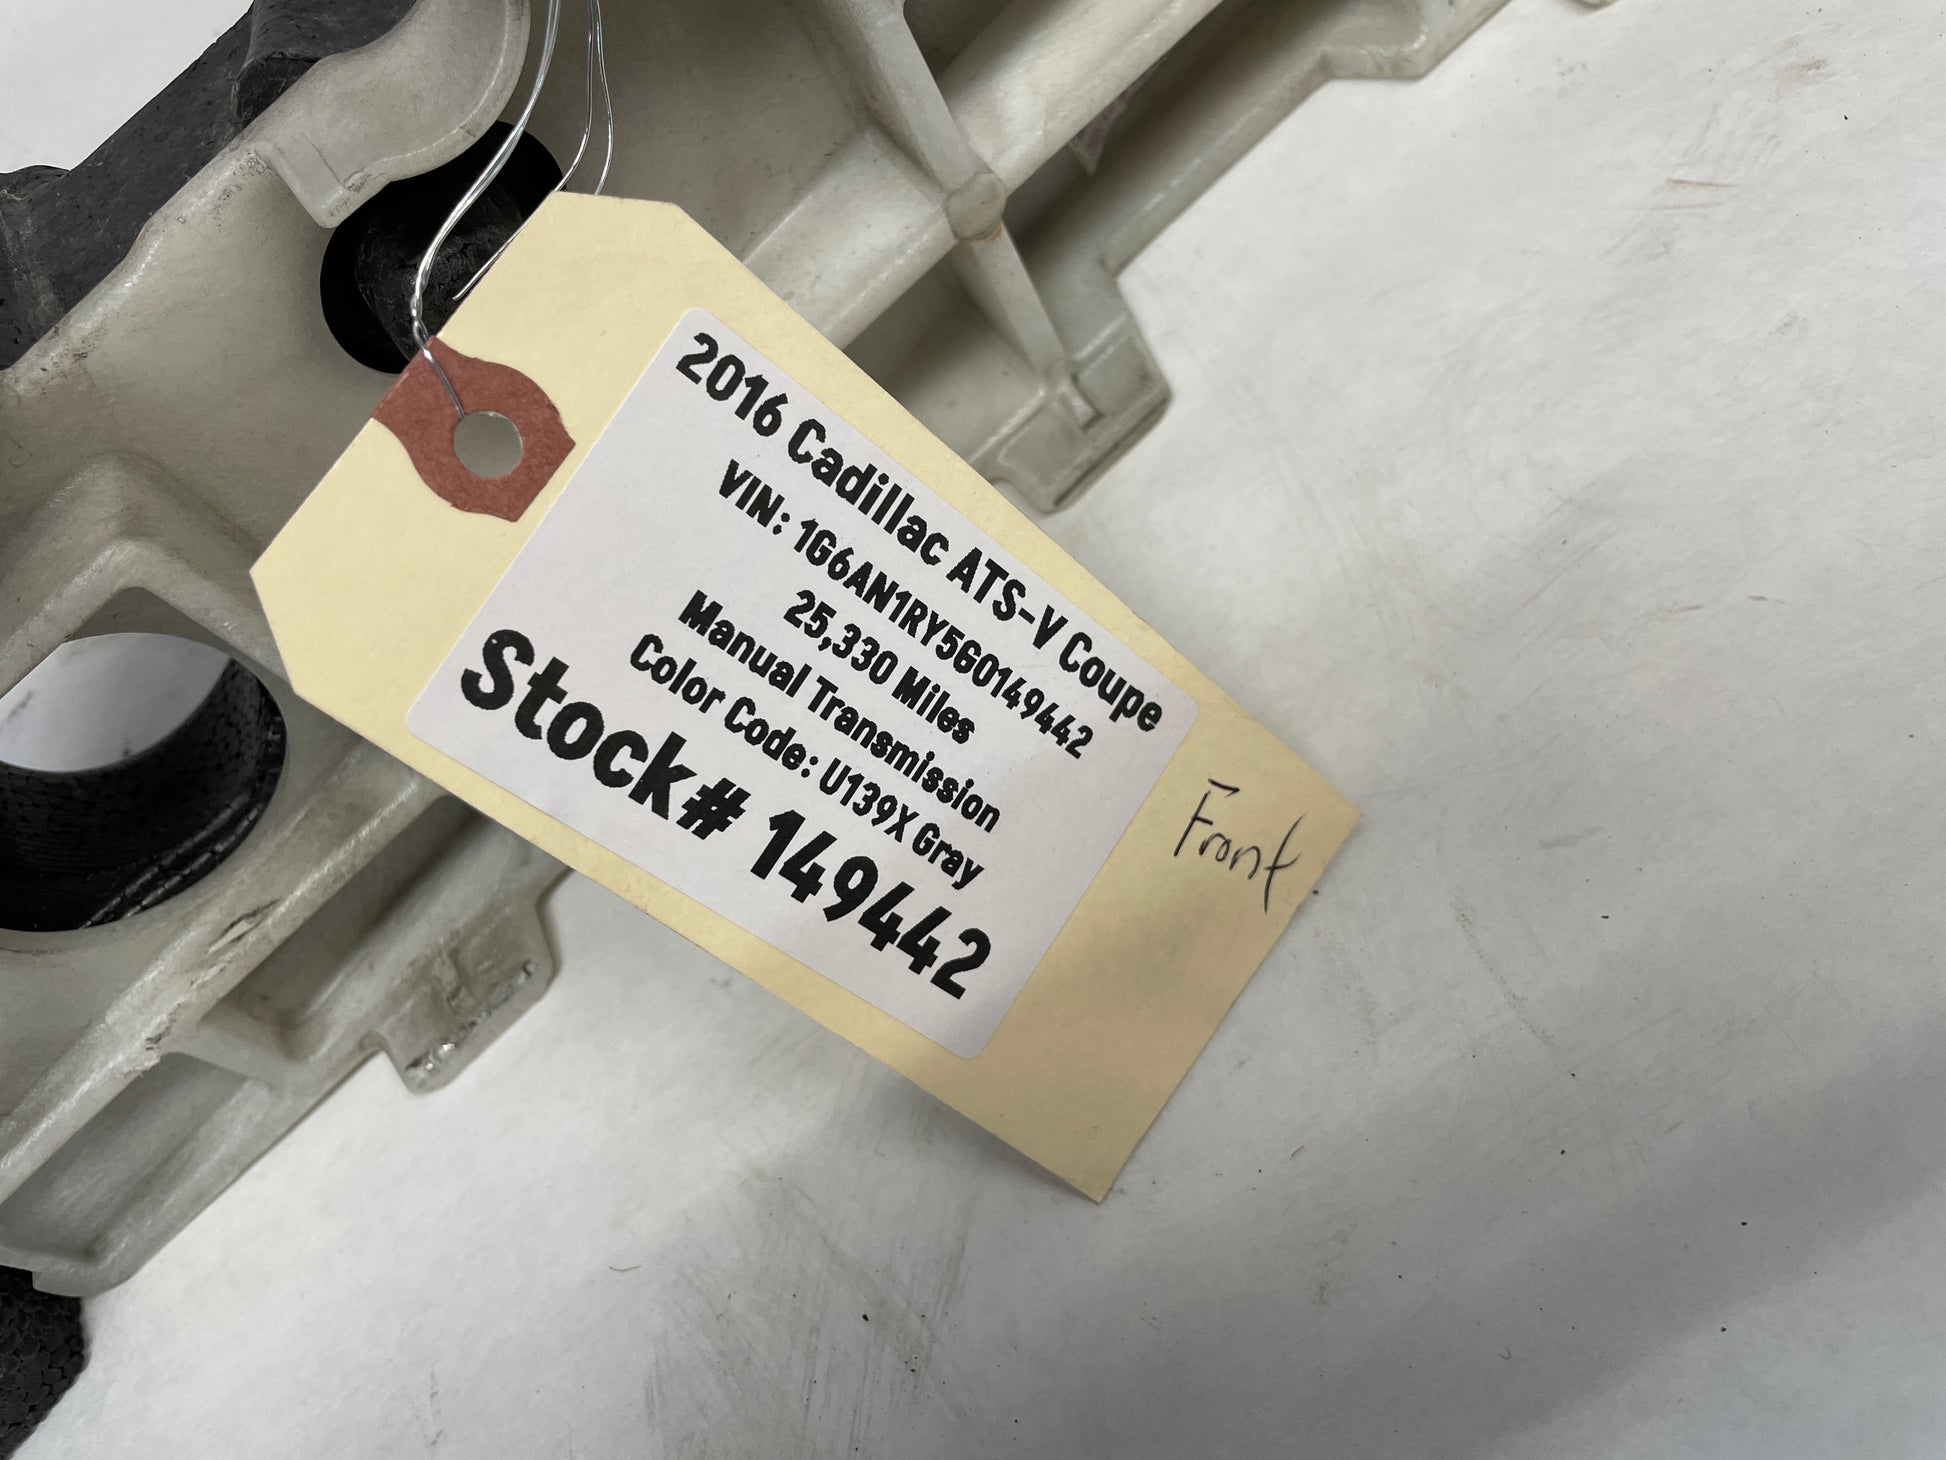 2016 Cadillac ATS-V Coupe
VIN: 1G6AN1RY5G0149442
25,330 Miles
Manual Transmission
Color Code: U139X Gray
Stock# 149442
Front